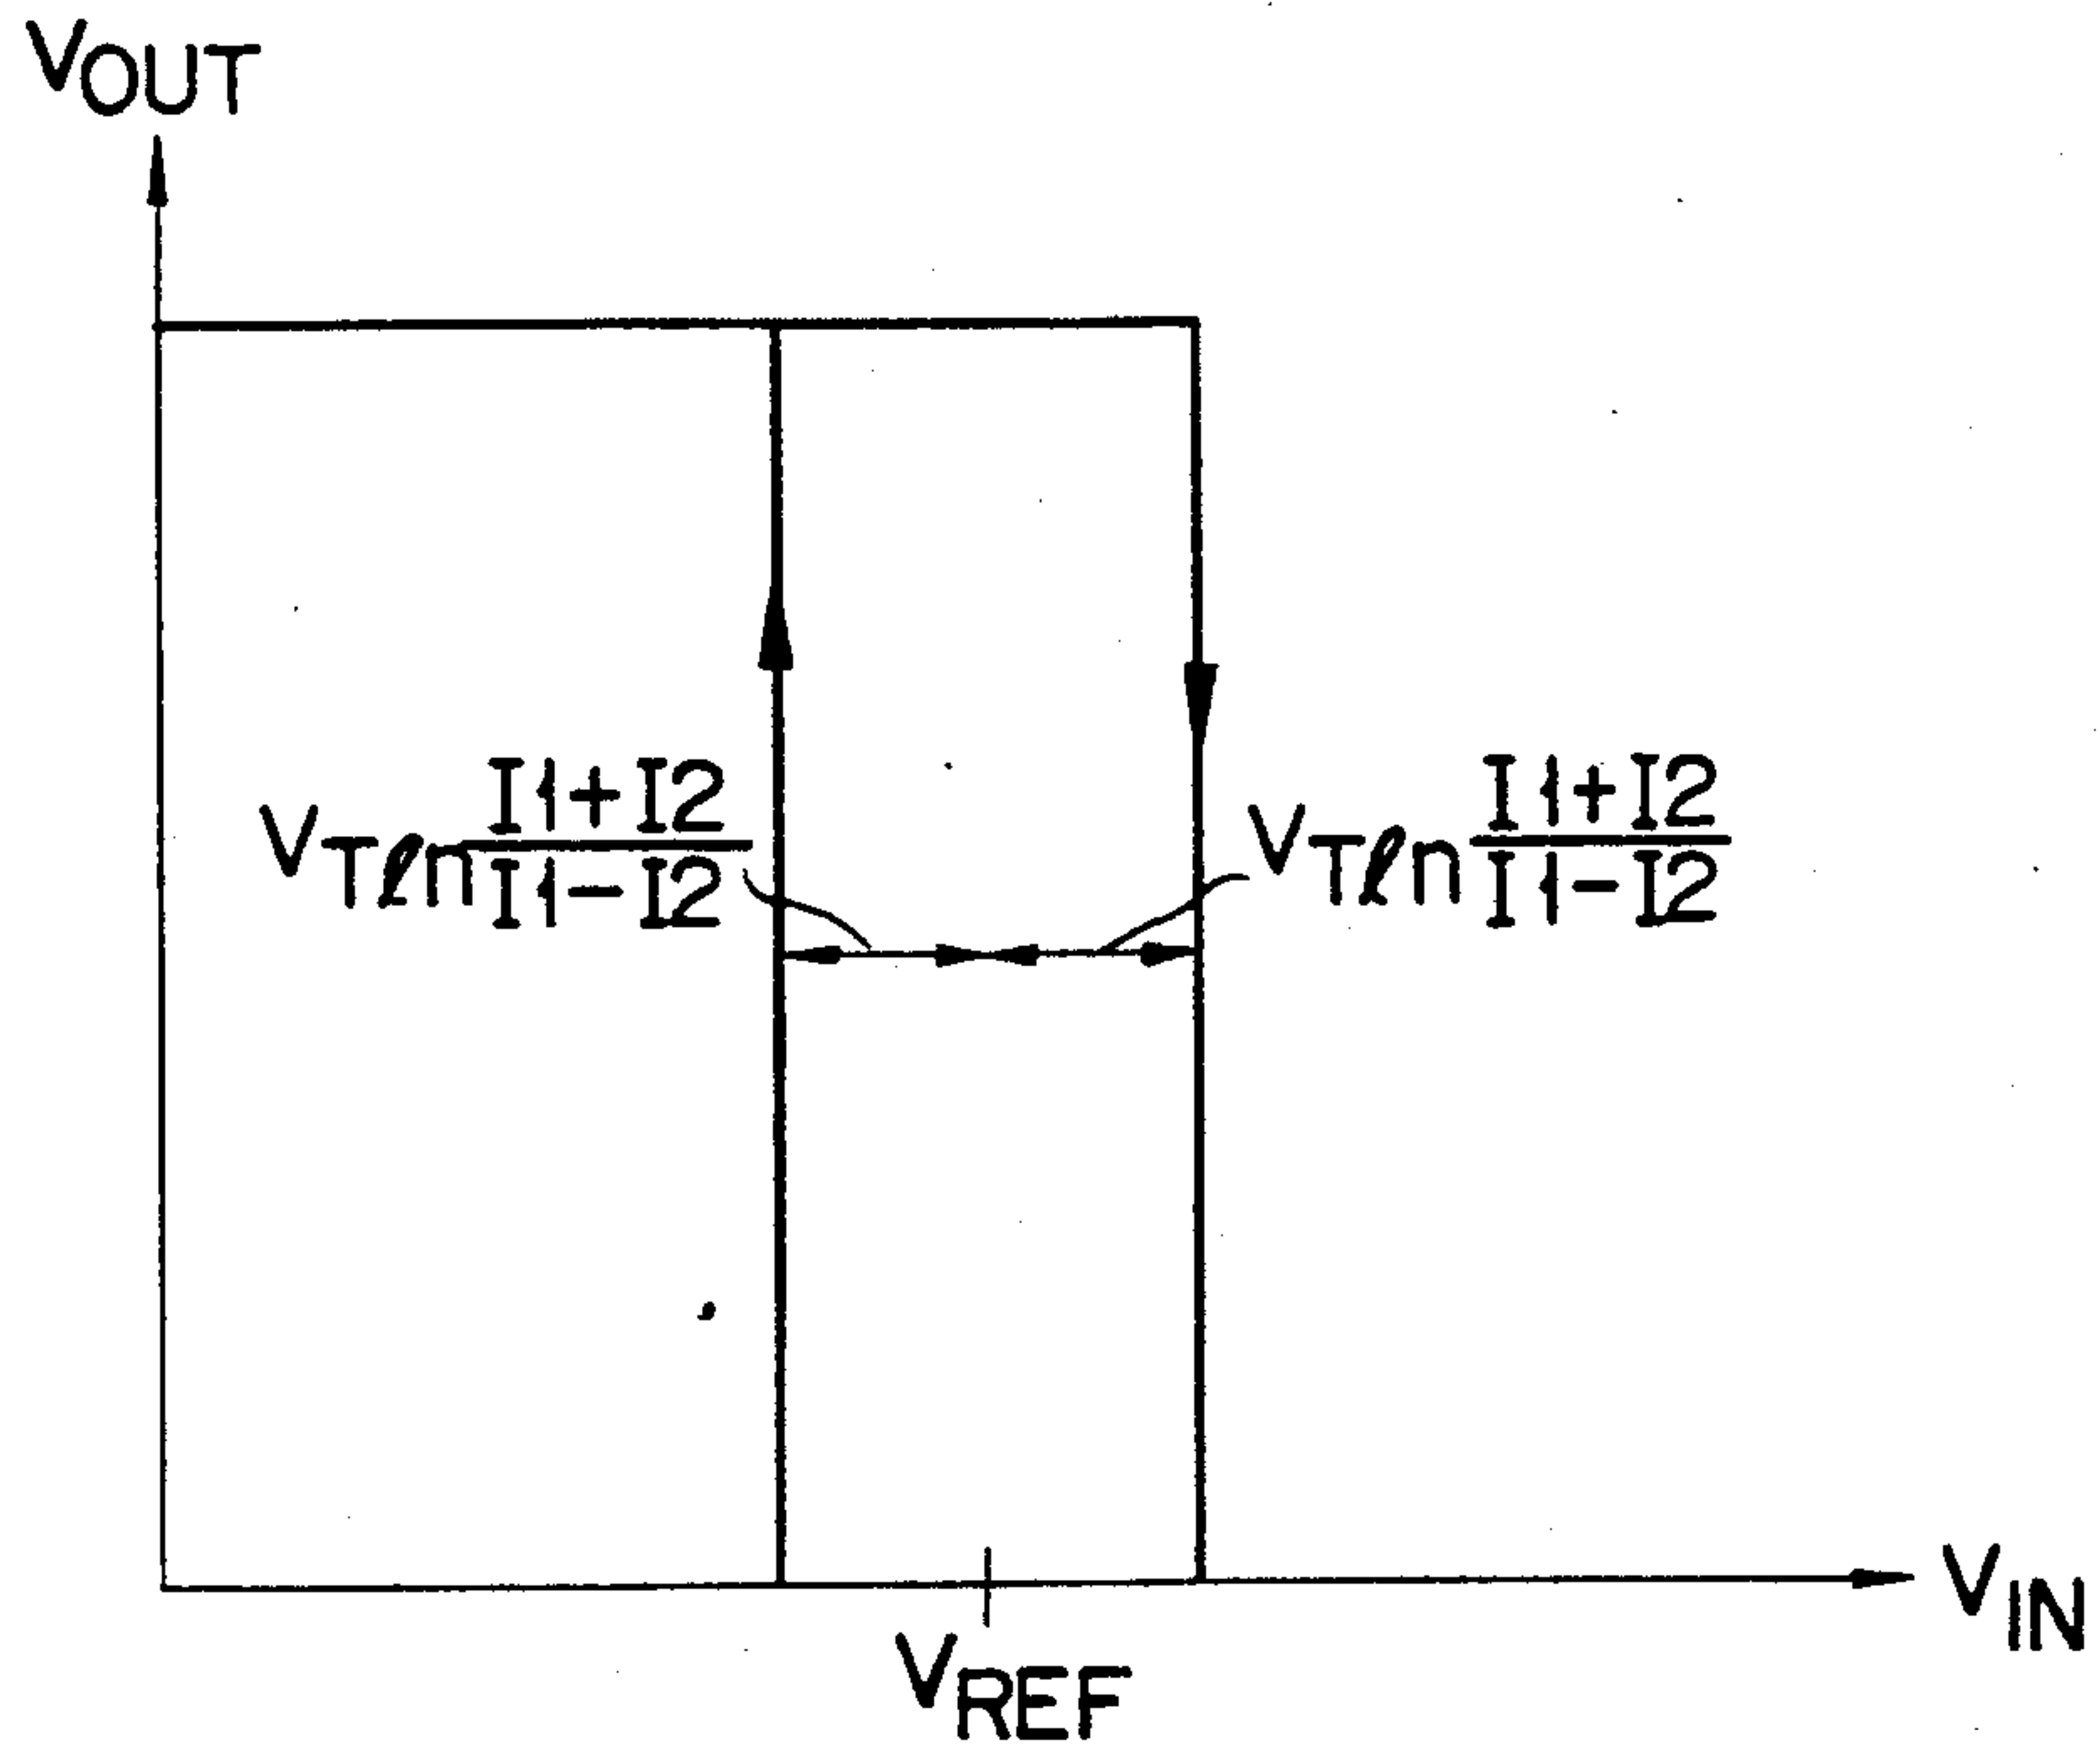 VOUT
VTℓn I1+I2
I1-I2
VTℓn I1+I2
I1-I2
VIN
VREF